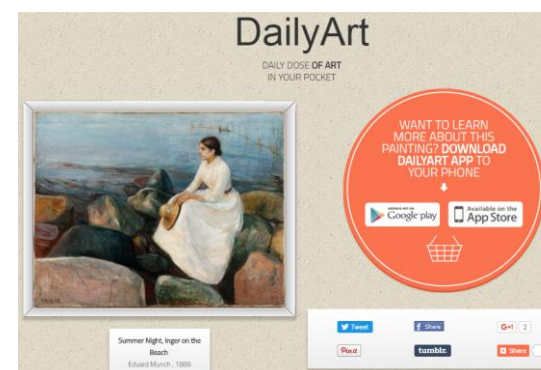 DailyArt
DAILY DOSE OF ART
IN YOUR POCKET
WANT TO LEARN
MORE ABOUT THIS
PAINTING? DOWNLOAD
DAILYART APP TO
YOUR PHONE
Google play
Available on the
App Store
Summer Night, Inger on the
Beach
Edvard Munch , 1889
Tweet
f Share
G+1 2
Pin it
tumblr.
Share